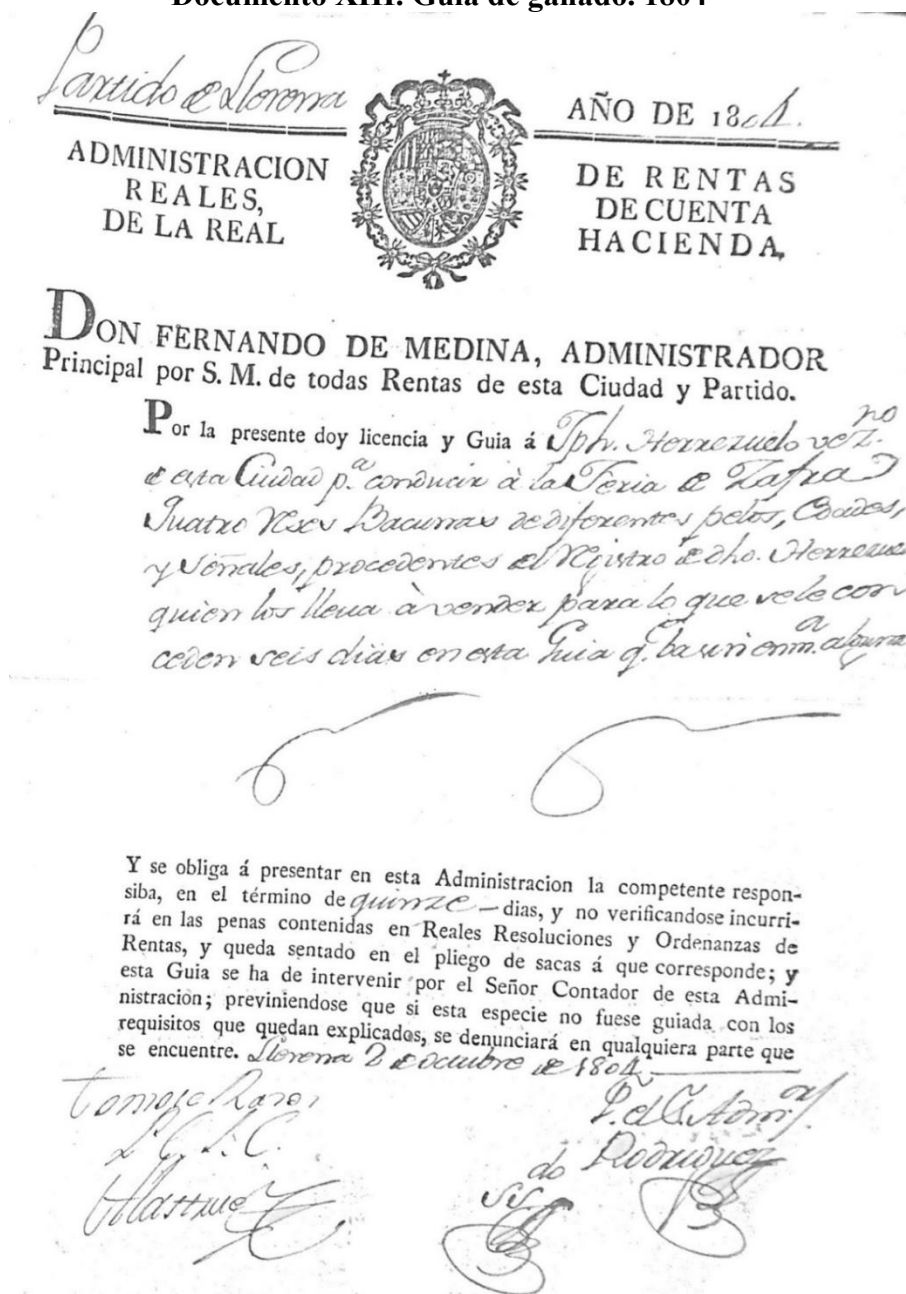 Documento XIII. Guía de ganado. 1804
Partido de Llerena
AÑO DE 1804.
ADMINISTRACION
REALES,
DE LA REAL
DE RENTAS
DE CUENTA
HACIENDA,
DON FERNANDO DE MEDINA, ADMINISTRADOR
Principal por S. M. de todas Rentas de esta Ciudad y Partido.
Por la presente doy licencia y Guia á Jph. Herrezuelo vezno.
de esta Ciudad pa. conducir à la Feria de Zafra
Quatro Reses Bacunas de diferentes pelos, Edades,
y Señales, procedentes del Registro de dho. Herrezuelo
quien los lleua à vender para lo que se le con
ceden seis dias en esta Guia q. ba sin enma. alguna
Y se obliga á presentar en esta Administracion la competente respon-
siba, en el término de quinze dias, y no verificandose incurri-
rá en las penas contenidas en Reales Resoluciones y Ordenanzas de
Rentas, y queda sentado en el pliego de sacas á que corresponde; y
esta Guia se ha de intervenir por el Señor Contador de esta Admi-
nistracion; previniendose que si esta especie no fuese guiada con los
requisitos que quedan explicados, se denunciará en qualquiera parte que
se encuentre. Llerena 2 de octubre de 1804
Tomose Razon
P. el Sr. Admor.
Rodriguez